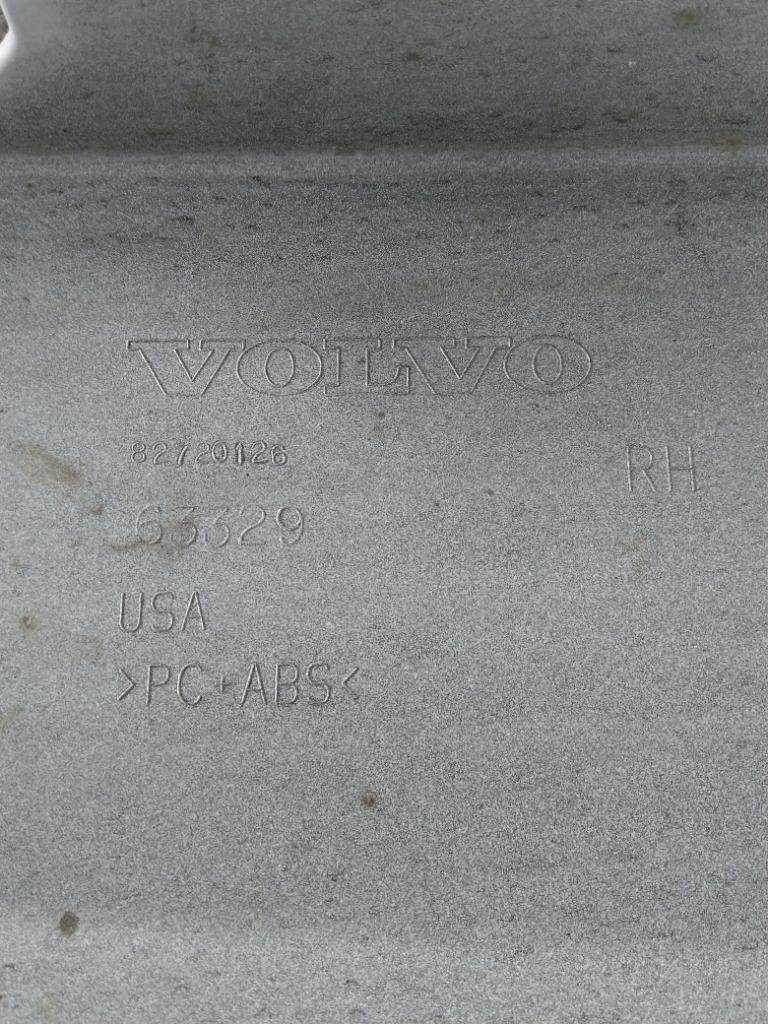 VOLVO
82720126
RH
63329
USA
>PC+ABS<